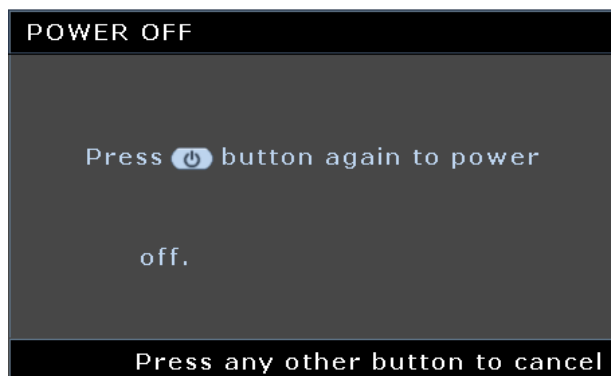 POWER OFF
Press button again to power
off.
Press any other button to cancel